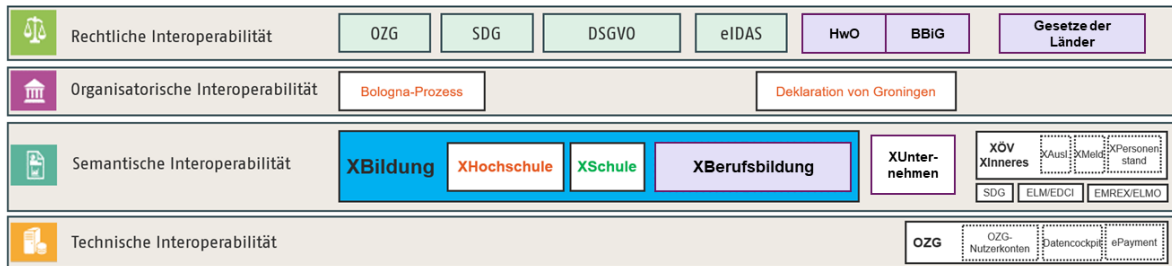 Rechtliche Interoperabilität
OZG
SDG
DSGVO
eIDAS
HwO
BBiG
Gesetze der
Länder
Organisatorische Interoperabilität
Bologna-Prozess
Deklaration von Groningen
Semantische Interoperabilität
XBildung
XHochschule
XSchule
XBerufsbildung
XUnter-
nehmen
XÖV
XInneres
XAusl
XMeld
XPersonen
stand
SDG
ELM/EDCI
EMREX/ELMO
Technische Interoperabilität
OZG
OZG-
Nutzerkonten
Datencockpit
ePayment